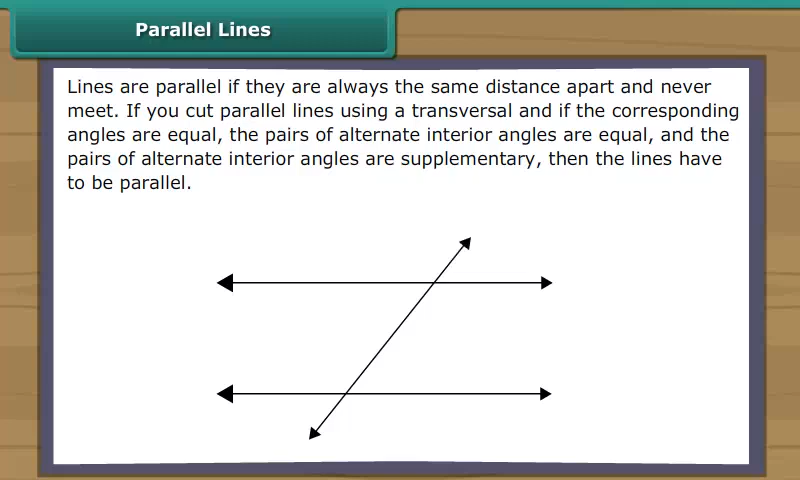 Parallel Lines
Lines are parallel if they are always the same distance apart and never
meet. If you cut parallel lines using a transversal and if the corresponding
angles are equal, the pairs of alternate interior angles are equal, and the
pairs of alternate interior angles are supplementary, then the lines have
to be parallel.